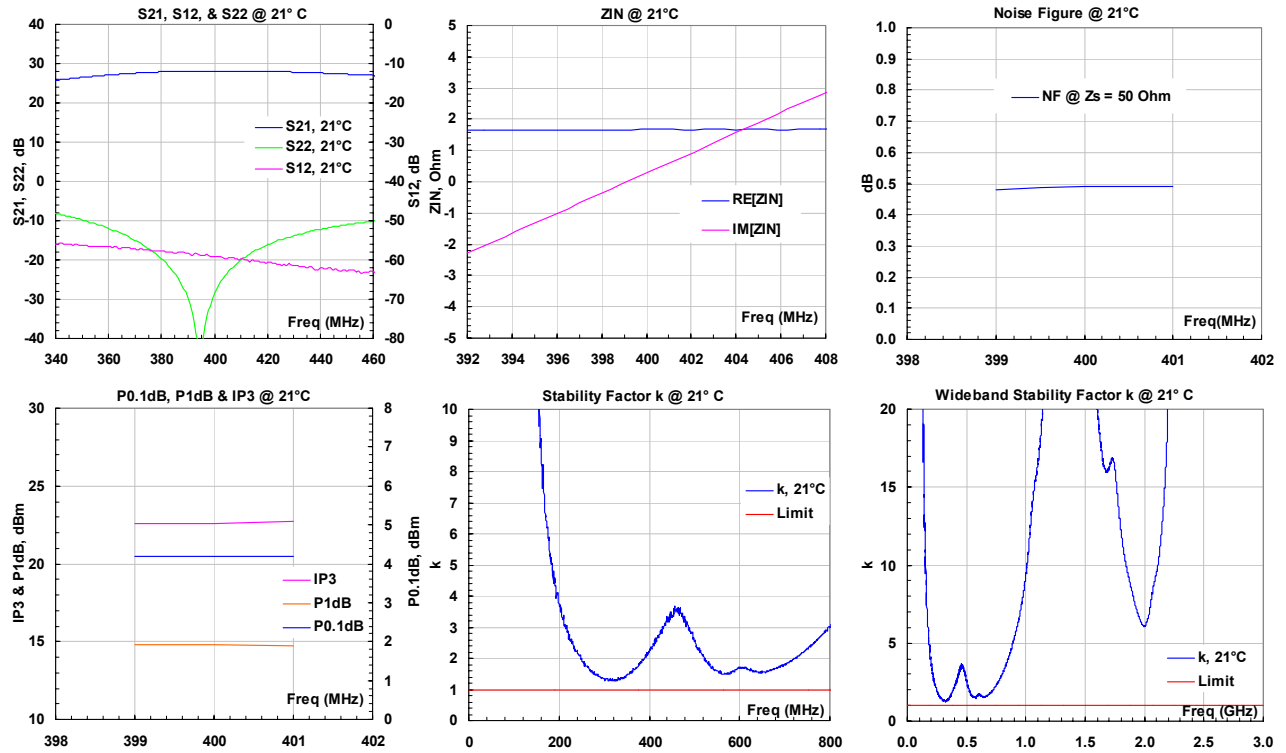 S21, S12, & S22 @ 21° C
40
30
20
10
0
-10
-20
-30
-40
S21, S22, dB
0
-10
-20
-30
-40
-50
-60
-70
-80
S12, dB
S21, 21°C
S22, 21°C
S12, 21°C
Freq (MHz)
340 360 380 400 420 440 460
ZIN @ 21°C
5
4
3
2
1
0
-1
-2
-3
-4
-5
ZIN, Ohm
RE[ZIN]
IM[ZIN]
Freq (MHz)
392 394 396 398 400 402 404 406 408
Noise Figure @ 21°C
1.0
0.9
0.8
0.7
0.6
0.5
0.4
0.3
0.2
0.1
0.0
dB
NF @ Zs = 50 Ohm
Freq(MHz)
398 399 400 401 402
P0.1dB, P1dB & IP3 @ 21°C
30
25
20
15
10
IP3 & P1dB, dBm
8
7
6
5
4
3
2
1
0
P0.1dB, dBm
IP3
P1dB
P0.1dB
Freq (MHz)
398 399 400 401 402
Stability Factor k @ 21° C
10
9
8
7
6
5
4
3
2
1
0
k
k, 21°C
Limit
Freq (MHz)
0 200 400 600 800
Wideband Stability Factor k @ 21° C
20
15
10
5
0
k
k, 21°C
Limit
Freq (GHz)
0.0 0.5 1.0 1.5 2.0 2.5 3.0